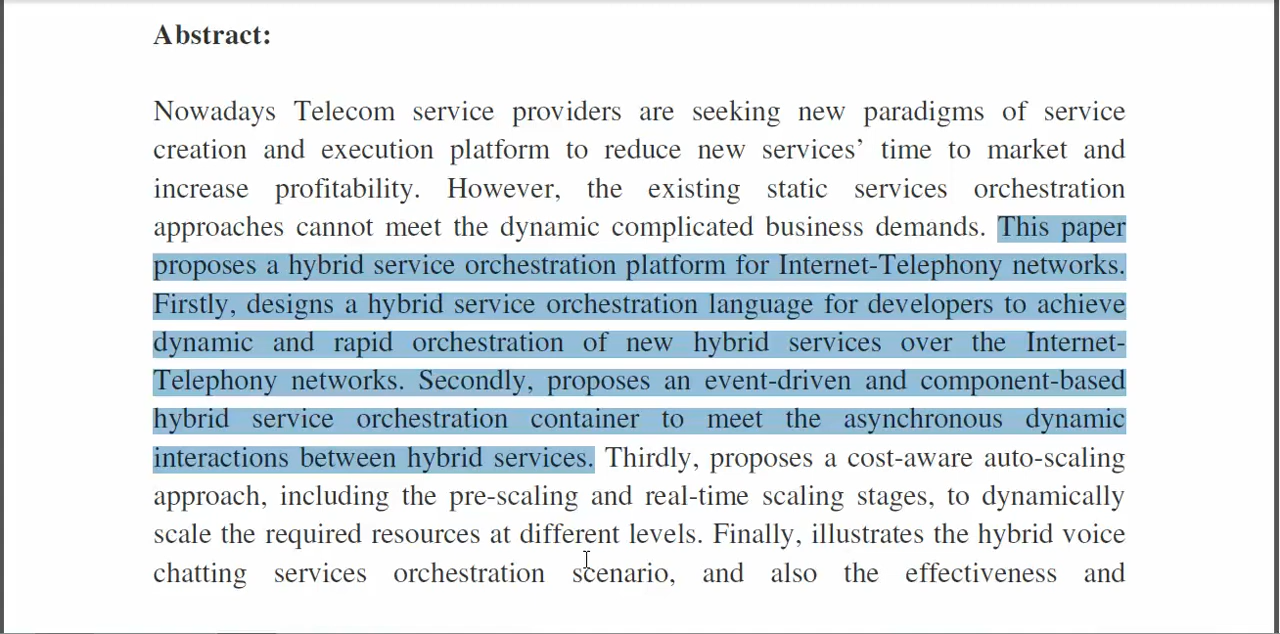 Abstract:
Nowadays Telecom service providers are seeking new paradigms of service
creation and execution platform to reduce new services’ time to market and
increase profitability. However, the existing static services orchestration
approaches cannot meet the dynamic complicated business demands. This paper
proposes a hybrid service orchestration platform for Internet-Telephony networks.
Firstly, designs a hybrid service orchestration language for developers to achieve
dynamic and rapid orchestration of new hybrid services over the Internet-
Telephony networks. Secondly, proposes an event-driven and component-based
hybrid service orchestration container to meet the asynchronous dynamic
interactions between hybrid services. Thirdly, proposes a cost-aware auto-scaling
approach, including the pre-scaling and real-time scaling stages, to dynamically
scale the required resources at different levels. Finally, illustrates the hybrid voice
chatting services orchestration scenario, and also the effectiveness and